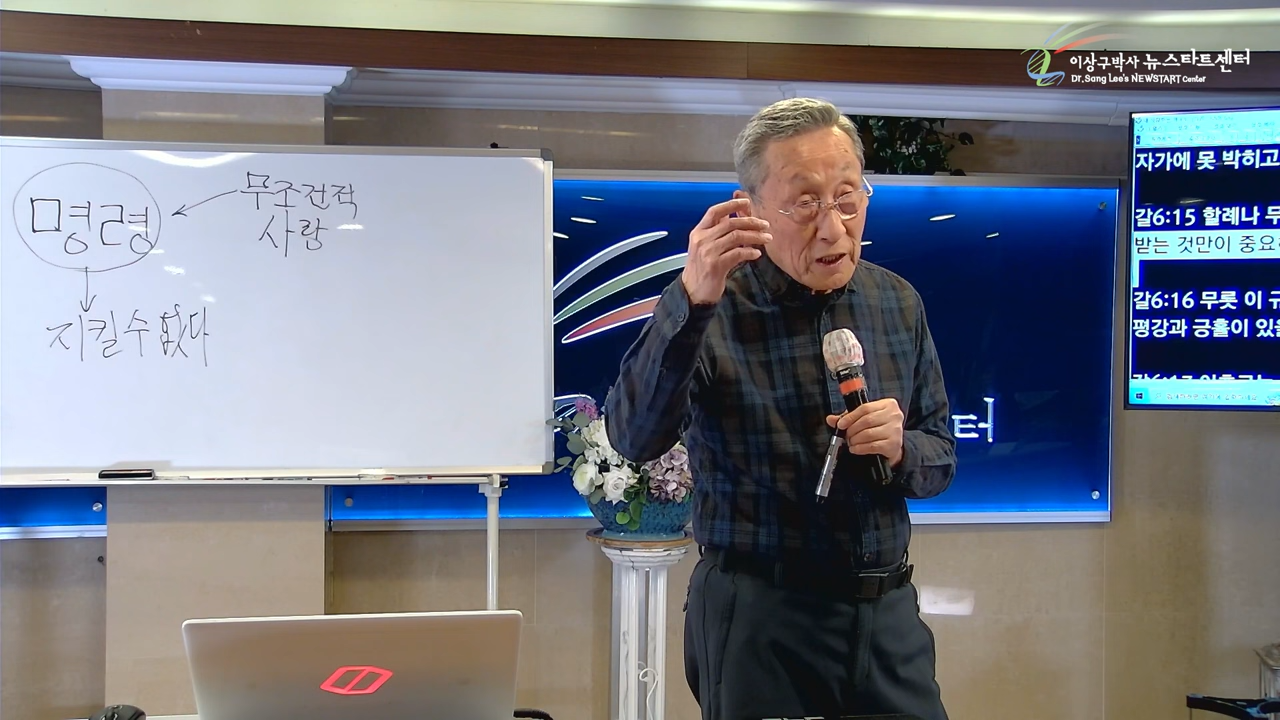 이상구박사 뉴스타트센터
Dr. Sang Lee's NEWSTART Center
명령
무조건적
사랑
지킬수 없다
터
자가에 못 박히고
갈6:15 할례나 무
받는 것만이 중요
갈6:16 무릇 이 규
평강과 긍휼이 있을